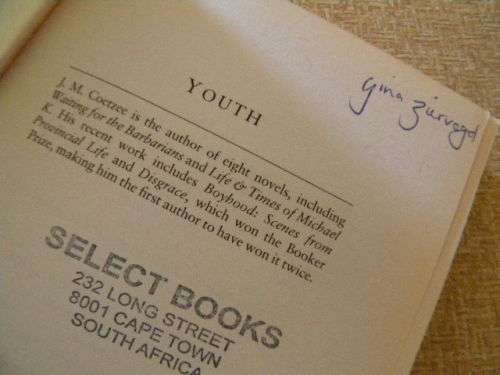 gina ziervogel
YOUTH
J. M. Coetzee is the author of eight novels, including
Waiting for the Barbarians and Life & Times of Michael
K. His recent work includes Boyhood: Scenes from
Provincial Life and Disgrace, which won the Booker
Prize, making him the first author to have won it twice.
SELECT BOOKS
232 LONG STREET
8001 CAPE TOWN
SOUTH AFRICA